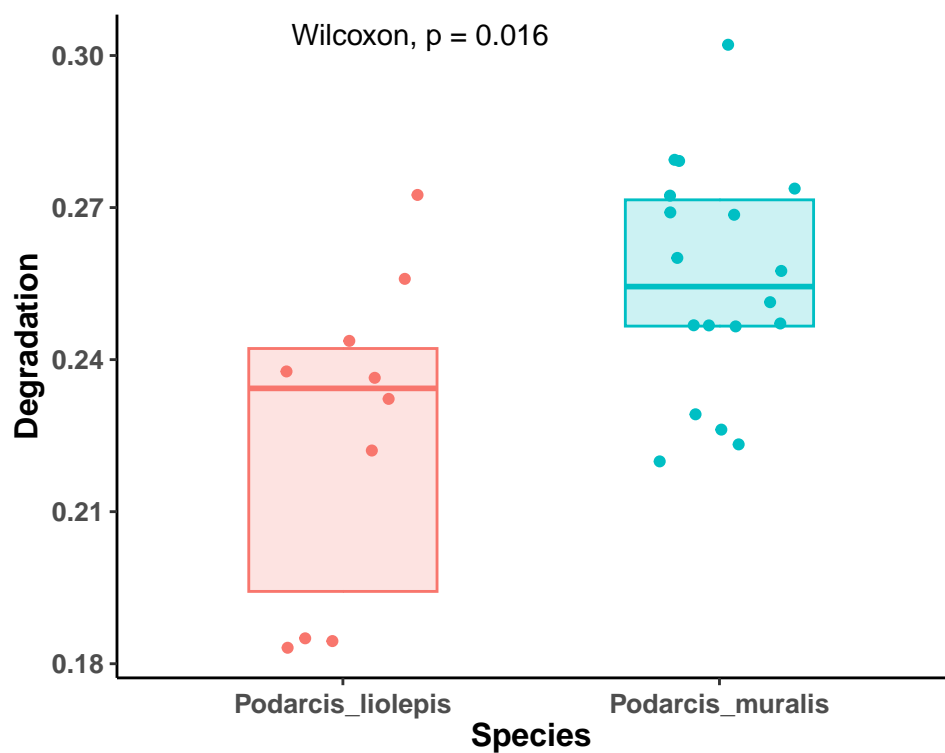 Wilcoxon, p = 0.016
Degradation
0.30
0.27
0.24
0.21
0.18
Podarcis_liolepis Podarcis_muralis
Species